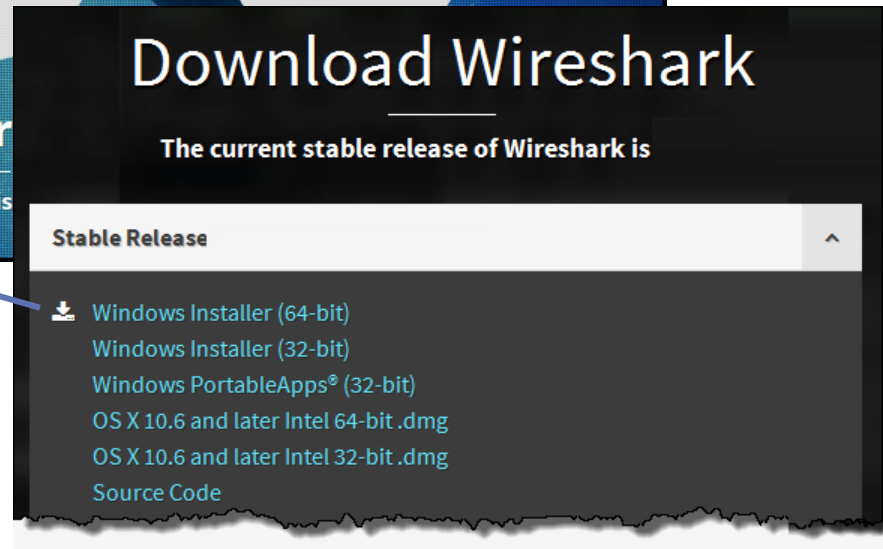 Download Wireshark
The current stable release of Wireshark is
r
is
Stable Release
Windows Installer (64-bit)
Windows Installer (32-bit)
Windows PortableApps® (32-bit)
OS X 10.6 and later Intel 64-bit .dmg
OS X 10.6 and later Intel 32-bit .dmg
Source Code